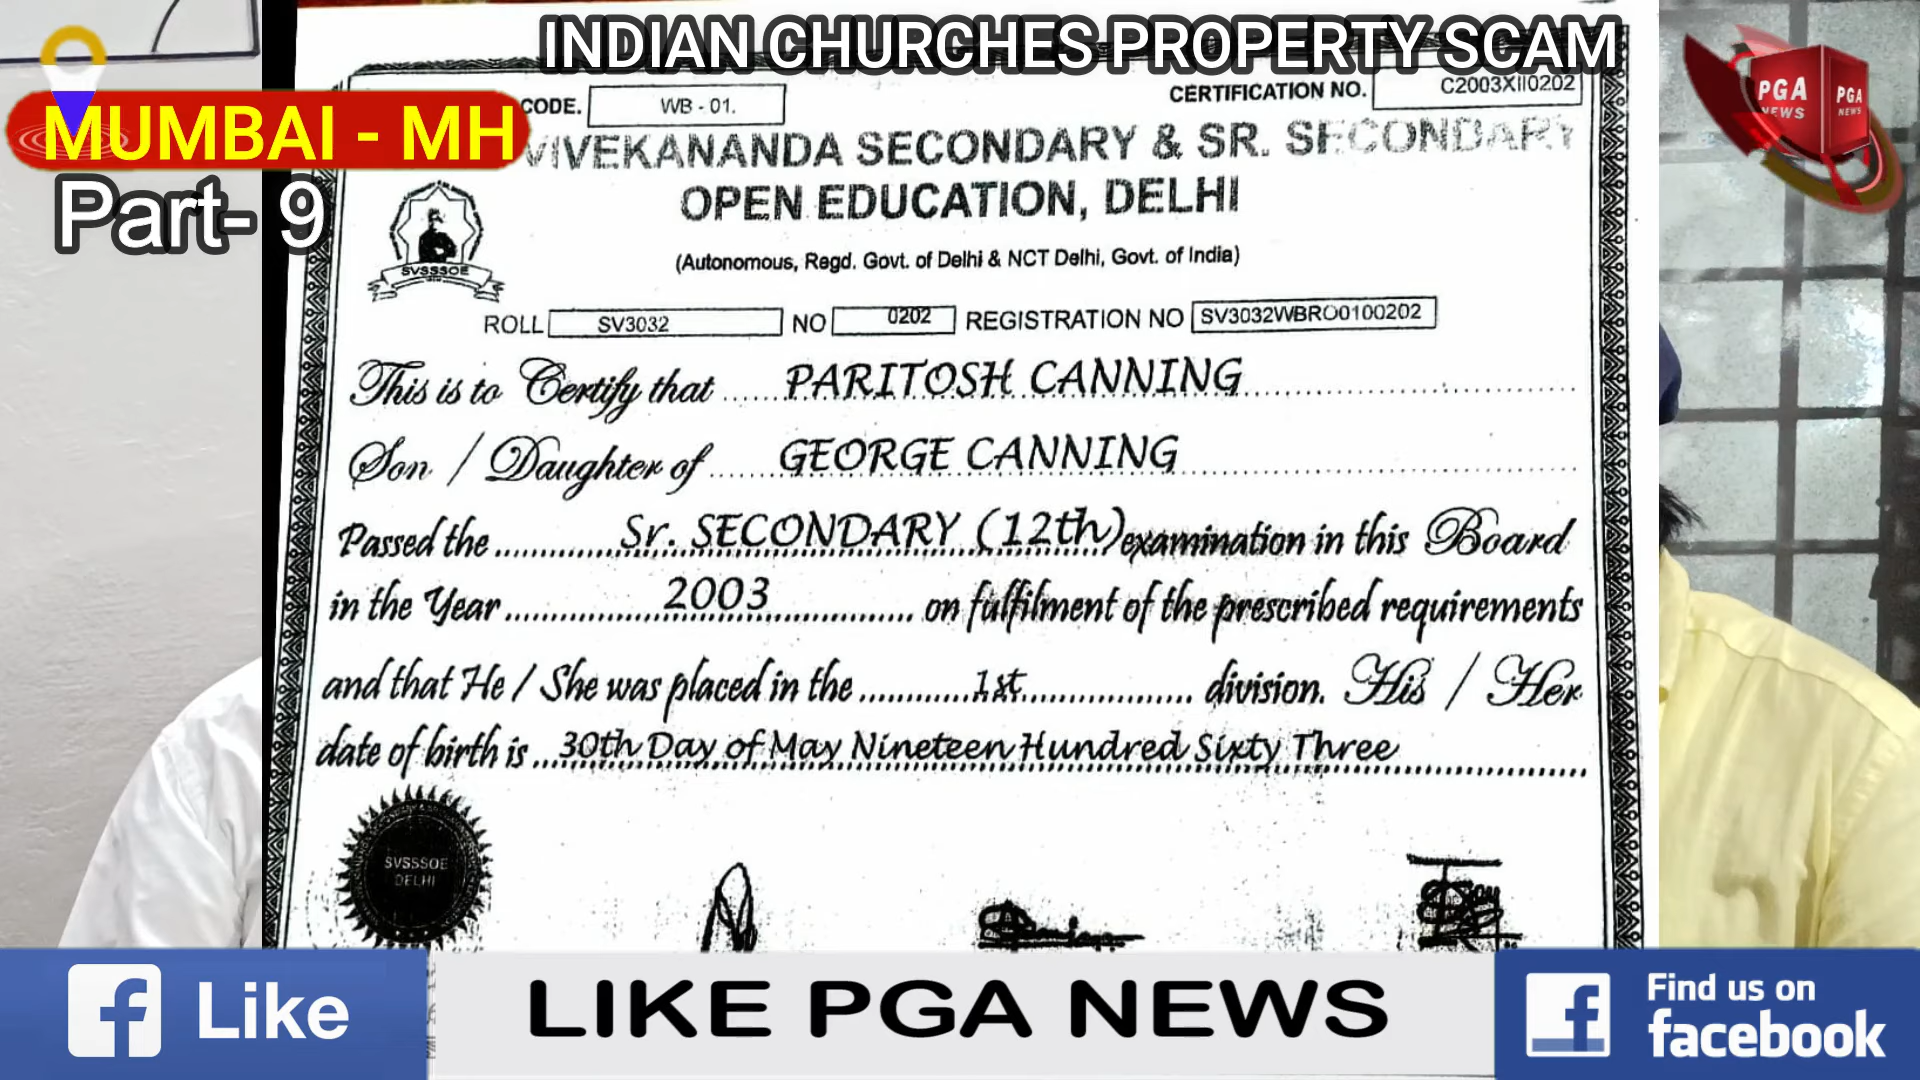 INDIAN CHURCHES PROPERTY SCAM
MUMBAI - MH
Part- 9
PGA NEWS
PGA NEWS
CODE. WB - 01.
CERTIFICATION NO. C2003XII0202
VIVEKANANDA SECONDARY & SR. SECONDARY
OPEN EDUCATION, DELHI
(Autonomous, Regd. Govt. of Delhi & NCT Delhi, Govt. of India)
SVSSSOE
ROLL SV3032 NO 0202 REGISTRATION NO SV3032WBRO0100202
This is to Certify that PARITOSH CANNING
Son / Daughter of GEORGE CANNING
Passed the Sr. SECONDARY (12th) examination in this Board
in the Year 2003 on fulfilment of the prescribed requirements
and that He / She was placed in the 1st division. His / Her
date of birth is 30th Day of May Nineteen Hundred Sixty Three
SVSSSOE
DELHI
Like
LIKE PGA NEWS
Find us on
facebook